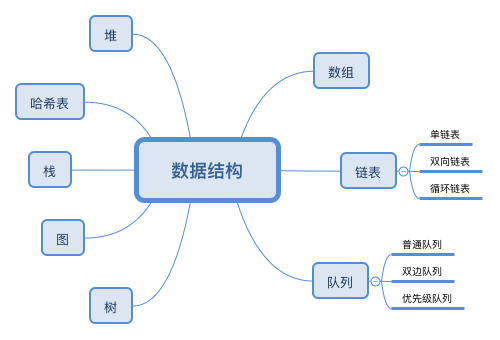 堆
数组
哈希表
单链表
双向链表
循环链表
栈
数据结构
链表
图
普通队列
双边队列
优先级队列
队列
树